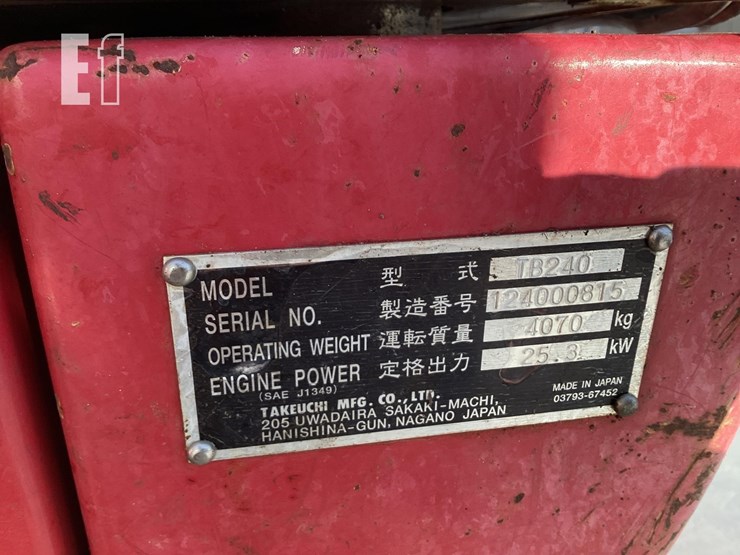 Ef
MODEL 型式 TB240
SERIAL NO. 製造番号 124000815
OPERATING WEIGHT 運転質量 4070 kg
ENGINE POWER 定格出力 25.3 kW
(SAE J1349)
TAKEUCHI MFG. CO., LTD.
205 UWADAIRA SAKAKI-MACHI,
HANISHINA-GUN, NAGANO JAPAN
MADE IN JAPAN
03793-67452